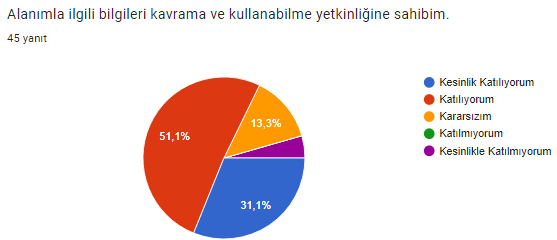 Alanımla ilgili bilgileri kavrama ve kullanabilme yetkinliğine sahibim.
45 yanıt
51,1%
13,3%
31,1%
Kesinlik Katılıyorum
Katılıyorum
Kararsızım
Katılmıyorum
Kesinlikle Katılmıyorum